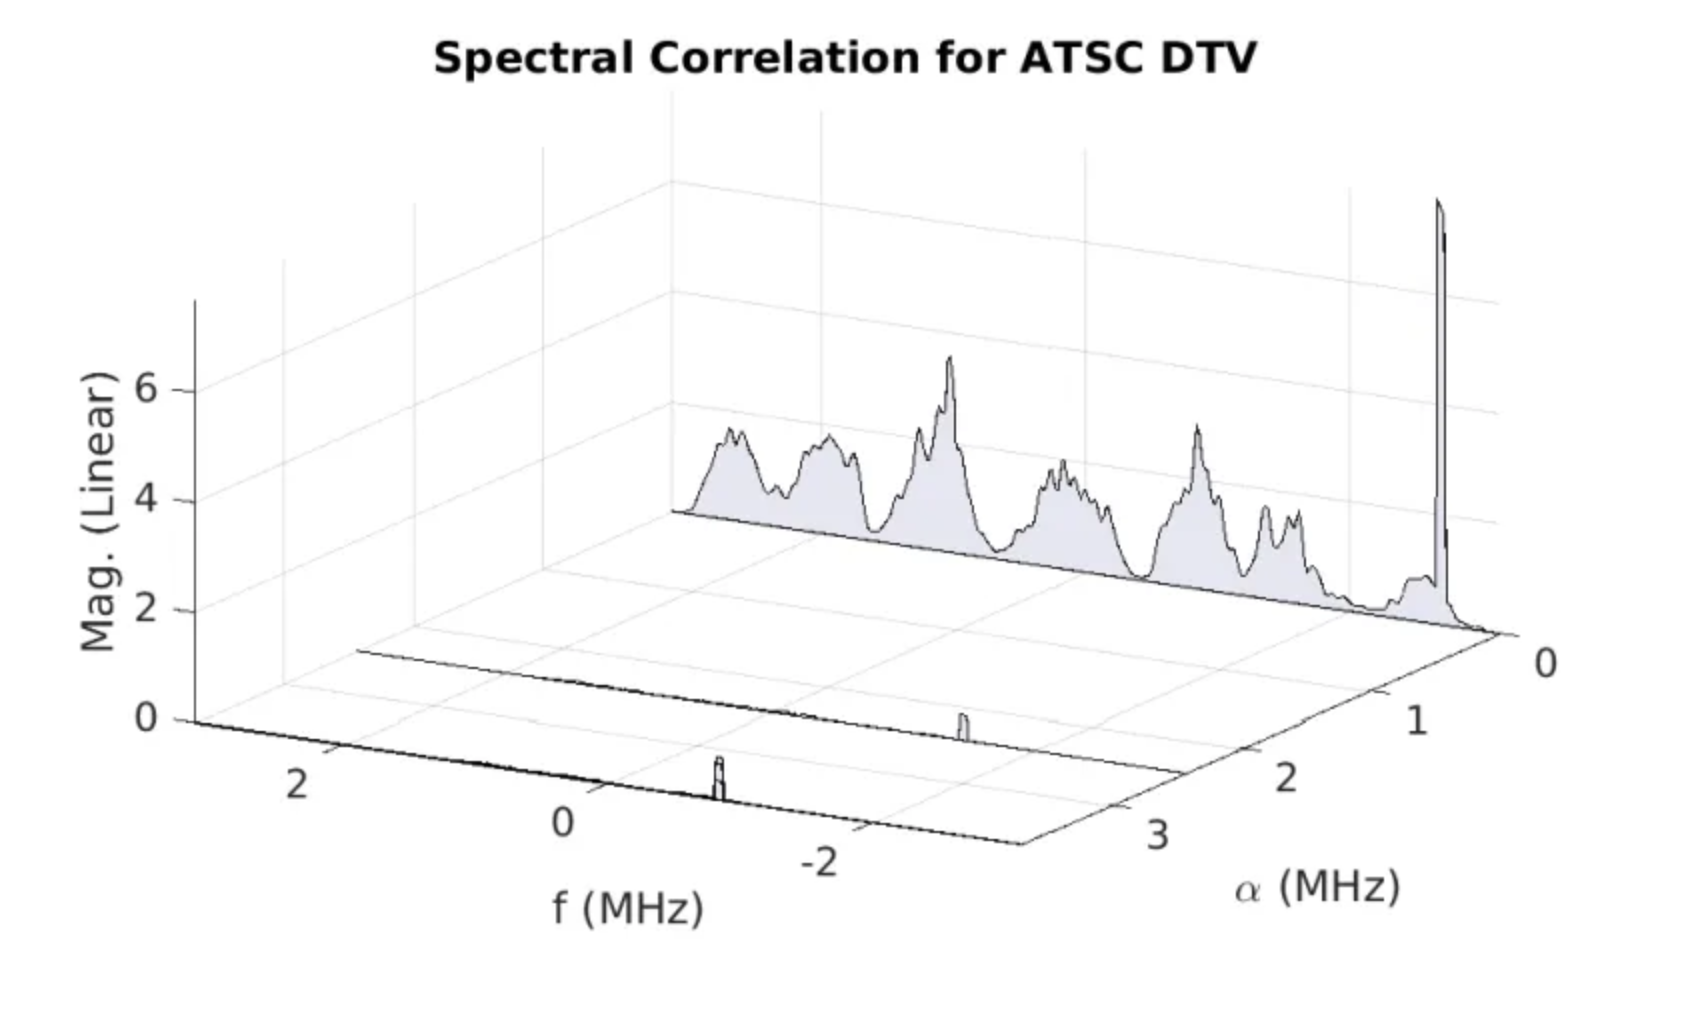 Spectral Correlation for ATSC DTV
Mag. (Linear)
6
4
2
0
2
0
-2
f (MHz)
0
1
2
3
α (MHz)